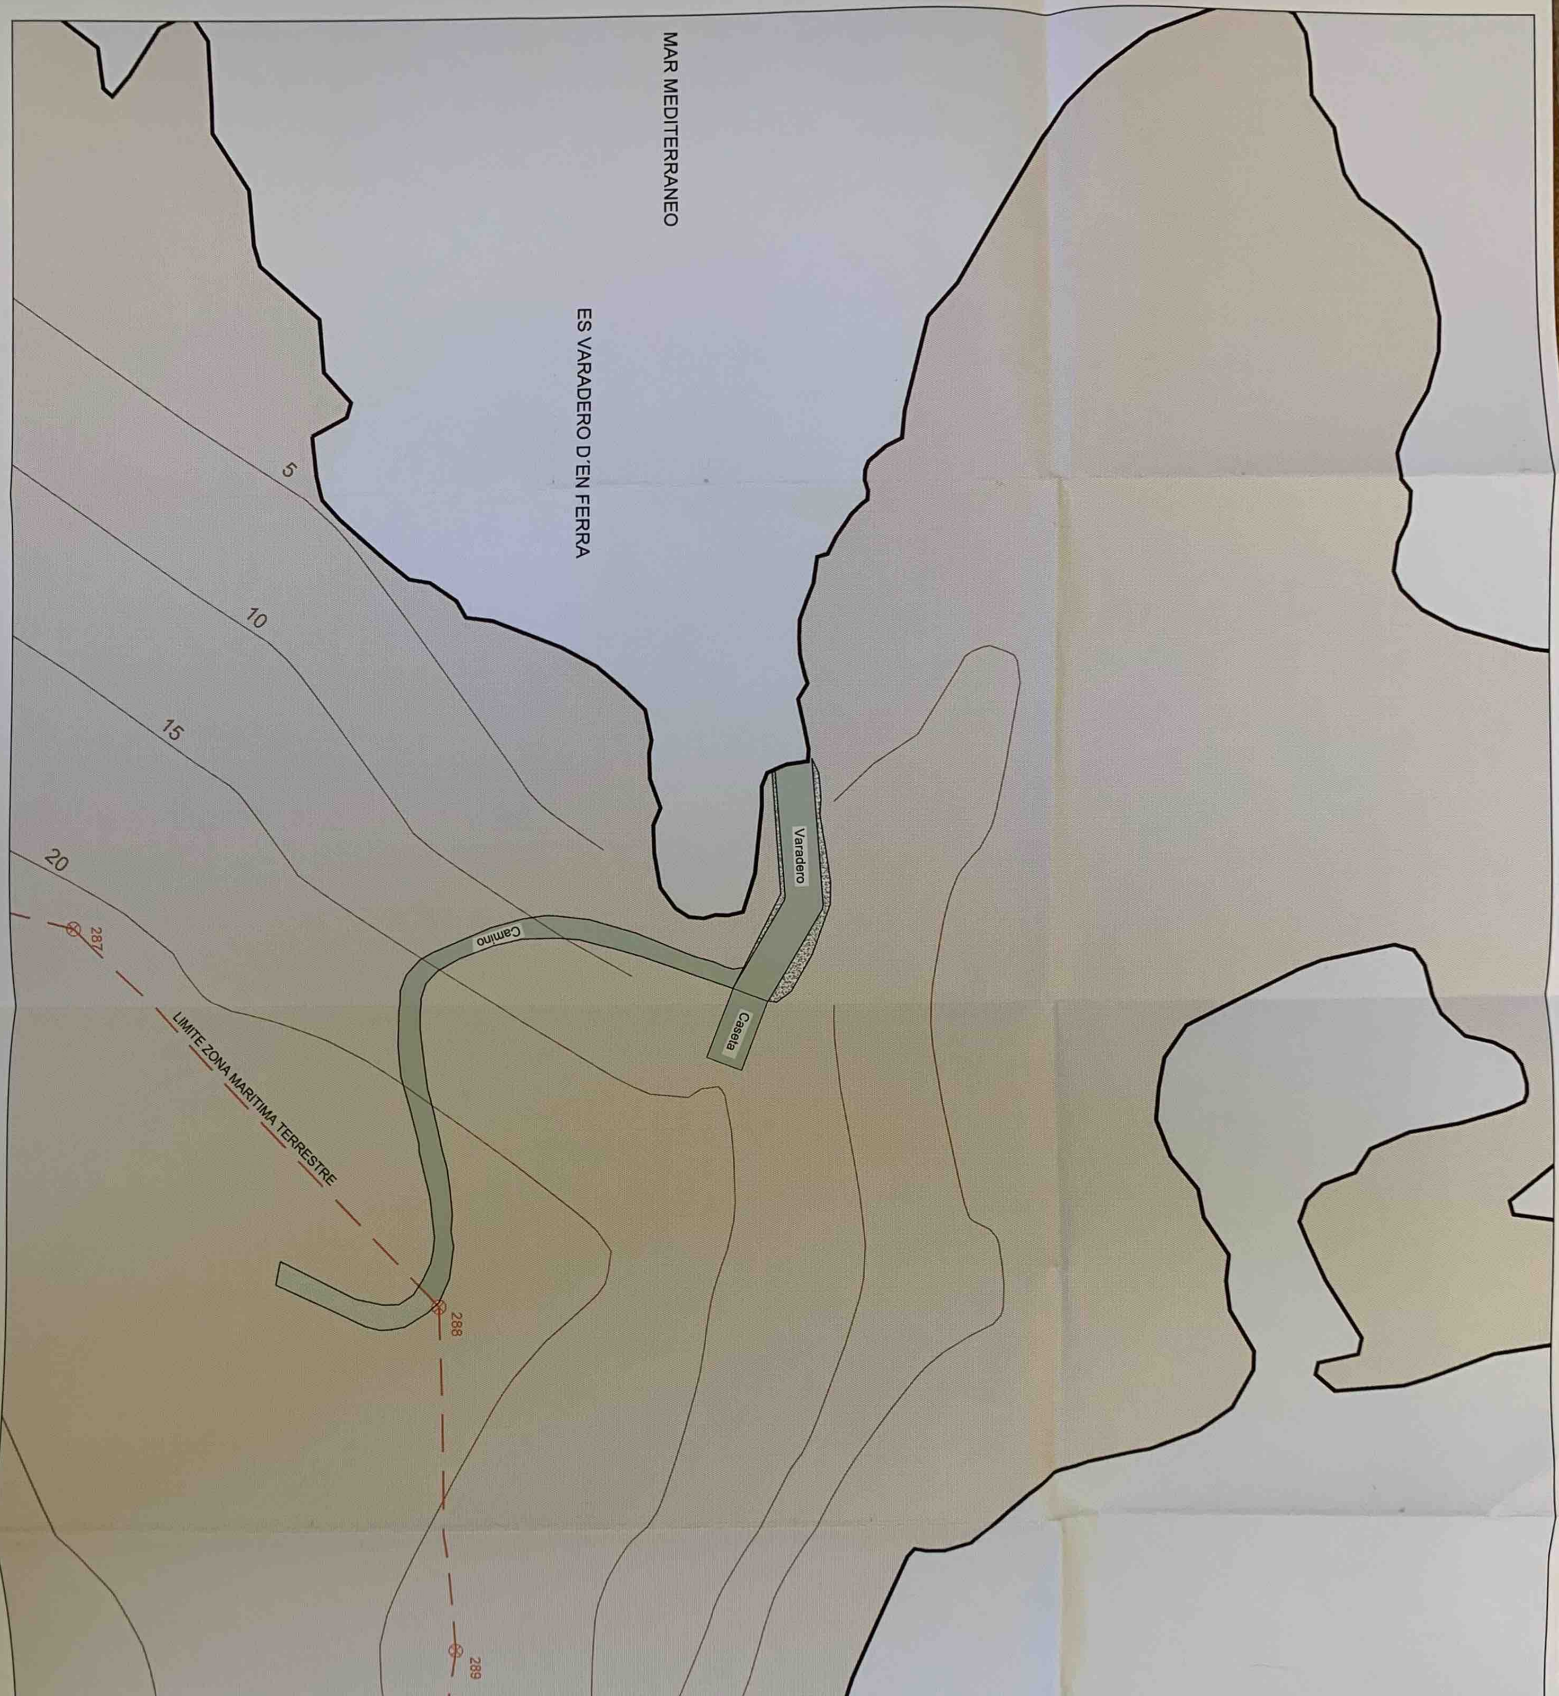 MAR MEDITERRANEO
ES VARADERO D'EN FERRA
5
10
15
20
Varadero
Camino
Caseta
287
LIMITE ZONA MARITIMA TERRESTRE
288
289